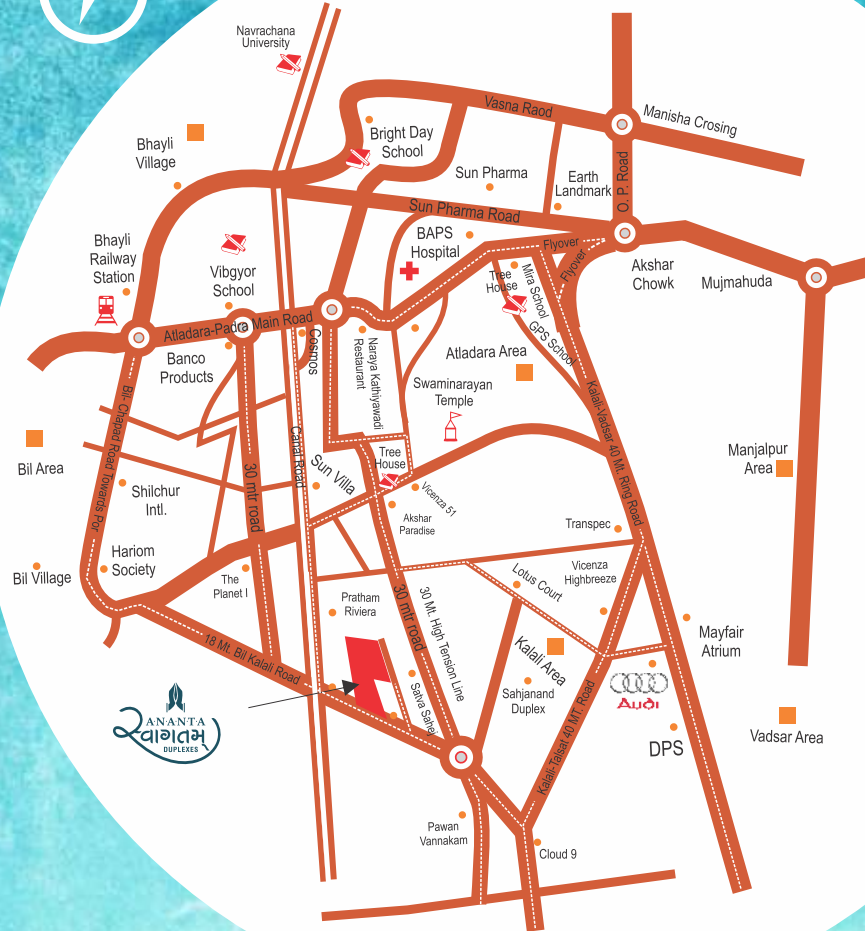 Navrachana
University
Vasna Raod
Manisha Crosing
Bhayli
Village
Bright Day
School
Sun Pharma
Earth
Landmark
O. P. Road
Sun Pharma Road
BAPS
Hospital
Flyover
Flyover
Akshar
Chowk
Mujmahuda
Bhayli
Railway
Station
Vibgyor
School
Tree
House
Mira School
GPS School
Atladara-Padra Main Road
Cosmos
Naraya Kathiyawadi
Restaurant
Banco
Products
Atladara Area
Swaminarayan
Temple
Kalali-Vadsar 40 Mt. Ring Road
Bil- Chapad Road Towards Por
Bil Area
Canal Road
30 mtr road
Sun Villa
Tree
House
Manjalpur
Area
Shilchur
Intl.
Vicenza 51
Akshar
Paradise
Transpec
Hariom
Society
Bil Village
The
Planet I
Lotus Court
Vicenza
Highbreeze
Pratham
Riviera
30 mtr road
30 Mt. High Tension Line
Mayfair
Atrium
18 Mt. Bil Kalali Road
Kalali Area
Satva Sahej
Sahjanand
Duplex
Kalali-Talsat 40 MT. Road
Audi
ANANTA
સ્વાગતમ્
DUPLEXES
DPS
Vadsar Area
Pawan
Vannakam
Cloud 9